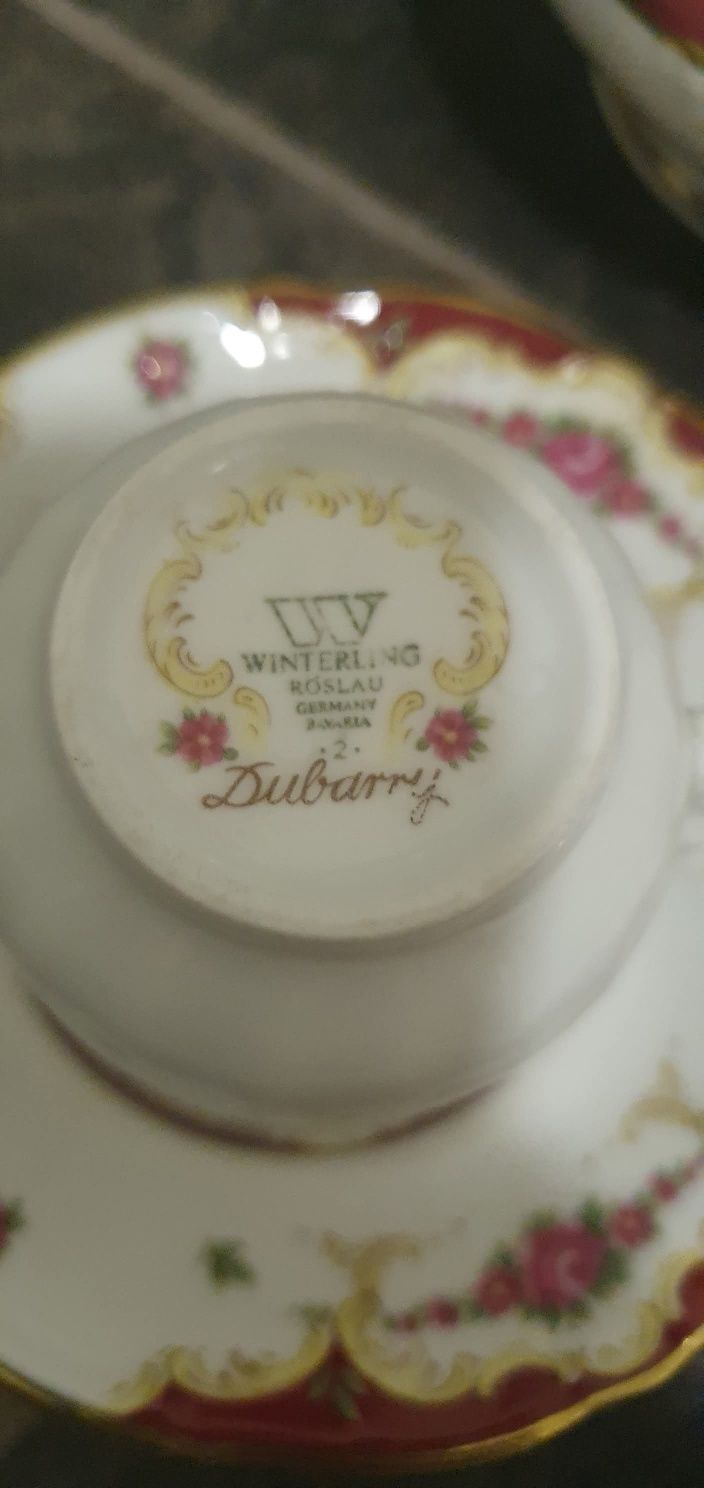 W
WINTERLING
RÖSLAU
GERMANY
BAVARIA
·2·
Dubarry